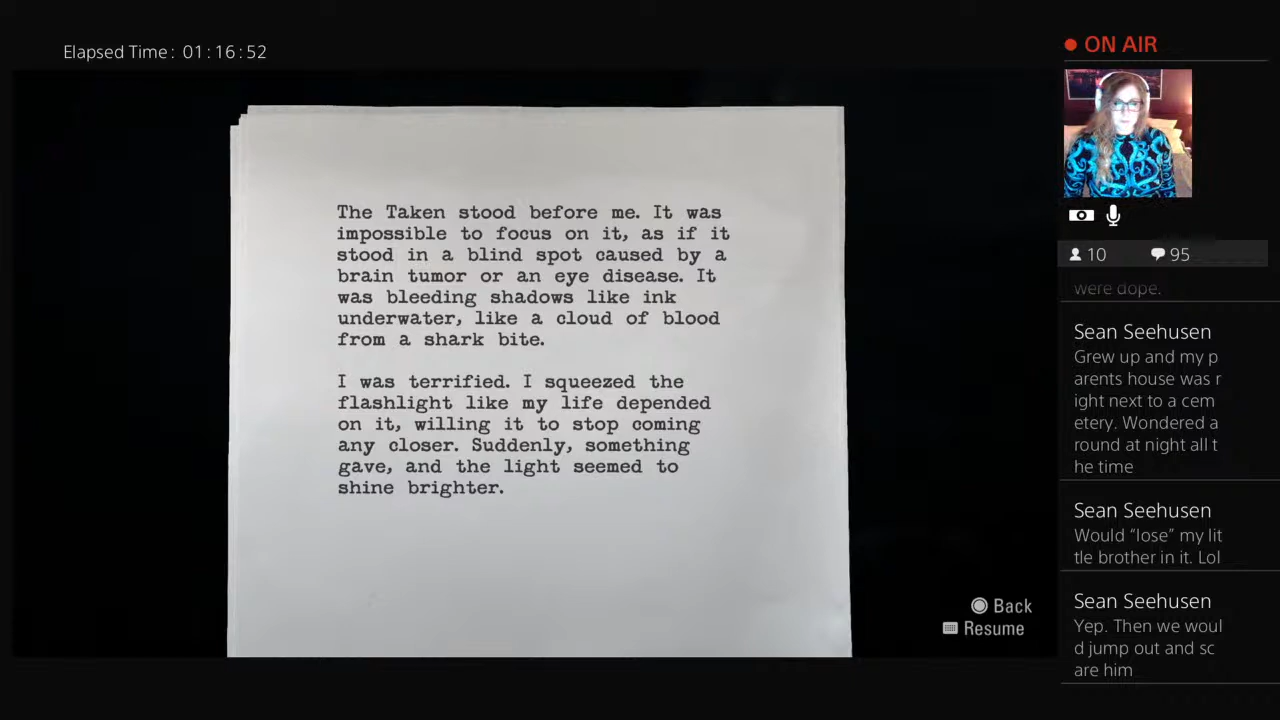 Elapsed Time: 01:16:52
The Taken stood before me. It was
impossible to focus on it, as if it
stood in a blind spot caused by a
brain tumor or an eye disease. It
was bleeding shadows like ink
underwater, like a cloud of blood
from a shark bite.
I was terrified. I squeezed the
flashlight like my life depended
on it, willing it to stop coming
any closer. Suddenly, something
gave, and the light seemed to
shine brighter.
Back
Resume
ON AIR
10 95
were dope.
Sean Seehusen
Grew up and my p
arents house was r
ight next to a cem
etery. Wondered a
round at night all t
he time
Sean Seehusen
Would “lose” my lit
tle brother in it. Lol
Sean Seehusen
Yep. Then we woul
d jump out and sc
are him